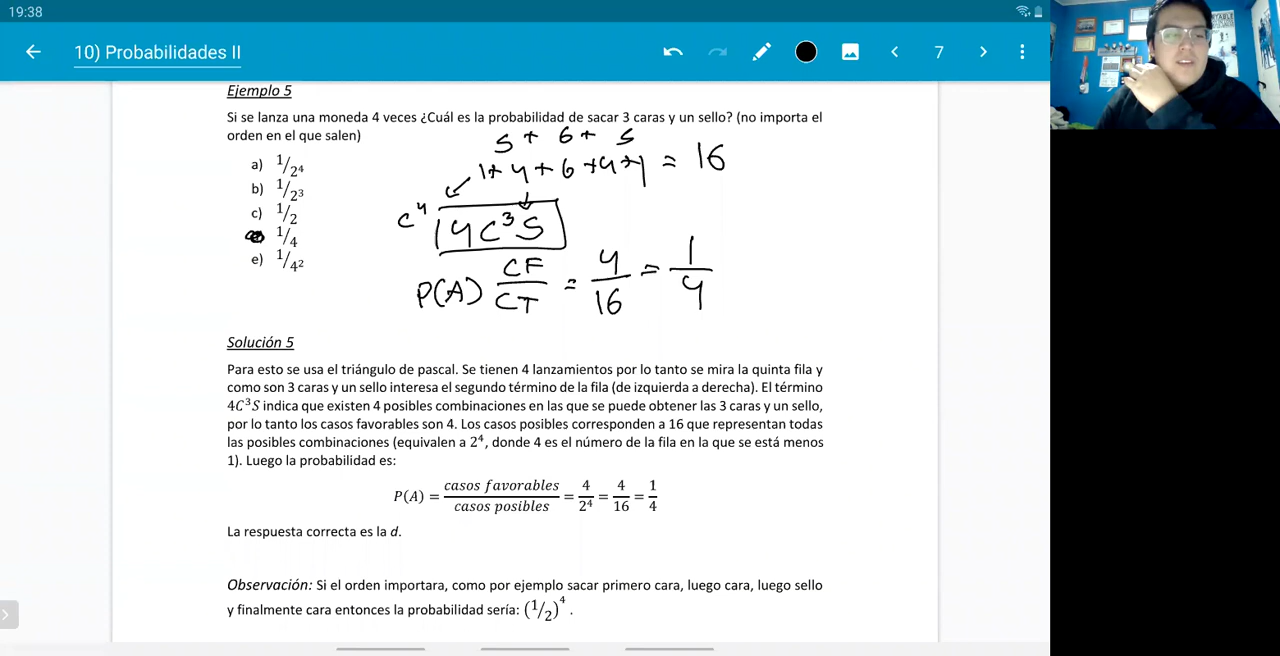 19:38
10) Probabilidades II
7
Ejemplo 5
Si se lanza una moneda 4 veces ¿Cuál es la probabilidad de sacar 3 caras y un sello? (no importa el
orden en el que salen)
a) 1/2⁴
b) 1/2³
c) 1/2
1/4
e) 1/4²
5 + 6 + 5
1 + 4 + 6 + 4 + 1 = 16
C⁴ 4C³S
P(A) CF/CT = 4/16 = 1/4
Solución 5
Para esto se usa el triángulo de pascal. Se tienen 4 lanzamientos por lo tanto se mira la quinta fila y
como son 3 caras y un sello interesa el segundo término de la fila (de izquierda a derecha). El término
4C³S indica que existen 4 posibles combinaciones en las que se puede obtener las 3 caras y un sello,
por lo tanto los casos favorables son 4. Los casos posibles corresponden a 16 que representan todas
las posibles combinaciones (equivalen a 2⁴, donde 4 es el número de la fila en la que se está menos
1). Luego la probabilidad es:
P(A) = casos favorables/casos posibles = 4/2⁴ = 4/16 = 1/4
La respuesta correcta es la d.
Observación: Si el orden importara, como por ejemplo sacar primero cara, luego cara, luego sello
y finalmente cara entonces la probabilidad sería: (1/2)⁴ .